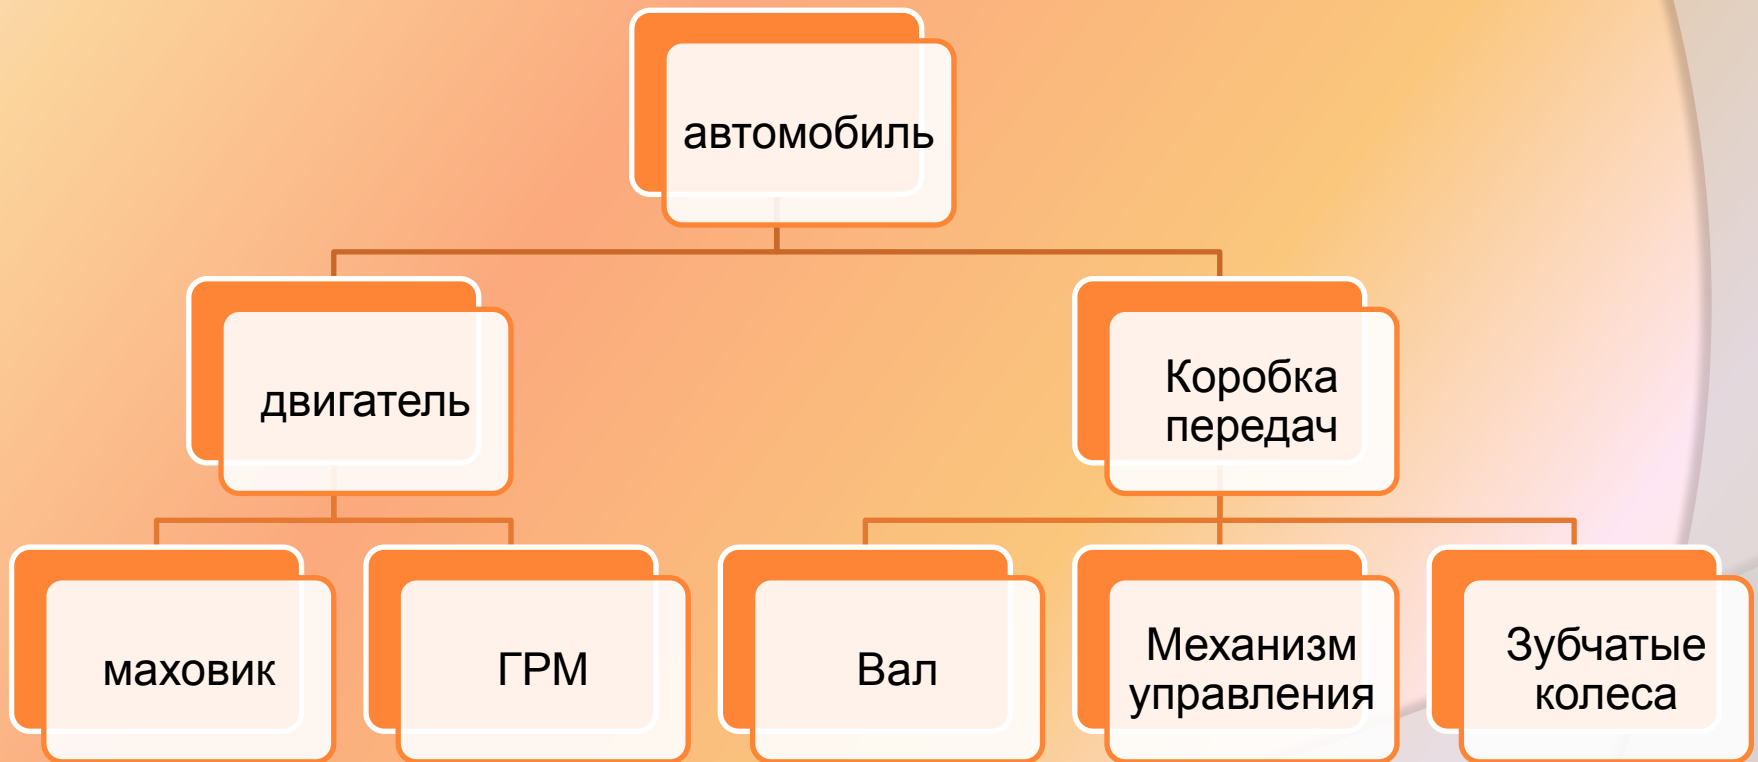 автомобиль
двигатель
Коробка
передач
маховик
ГРМ
Вал
Механизм
управления
Зубчатые
колеса